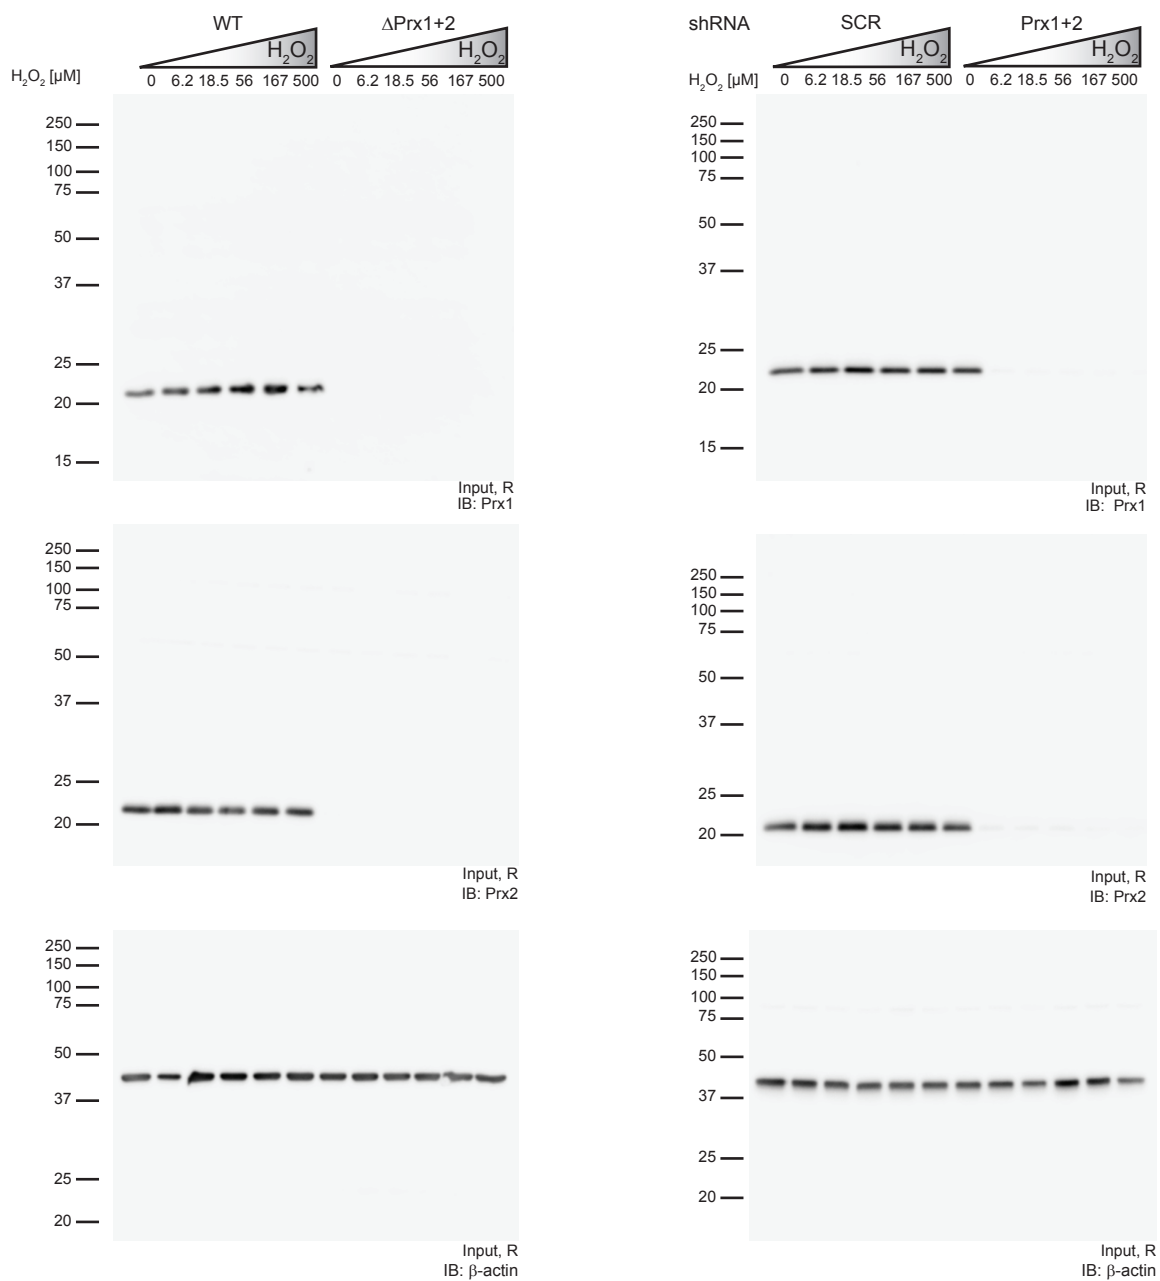 WT ΔPrx1+2
H₂O₂ H₂O₂
H₂O₂ [µM] 0 6.2 18.5 56 167 500 0 6.2 18.5 56 167 500
250
150
100
75
50
37
25
20
15
Input, R
IB: Prx1
250
150
100
75
50
37
25
20
Input, R
IB: Prx2
250
150
100
75
50
37
25
20
Input, R
IB: β-actin
shRNA SCR Prx1+2
H₂O₂ H₂O₂
H₂O₂ [µM] 0 6.2 18.5 56 167 500 0 6.2 18.5 56 167 500
250
150
100
75
50
37
25
20
15
Input, R
IB: Prx1
250
150
100
75
50
37
25
20
Input, R
IB: Prx2
250
150
100
75
50
37
25
20
Input, R
IB: β-actin